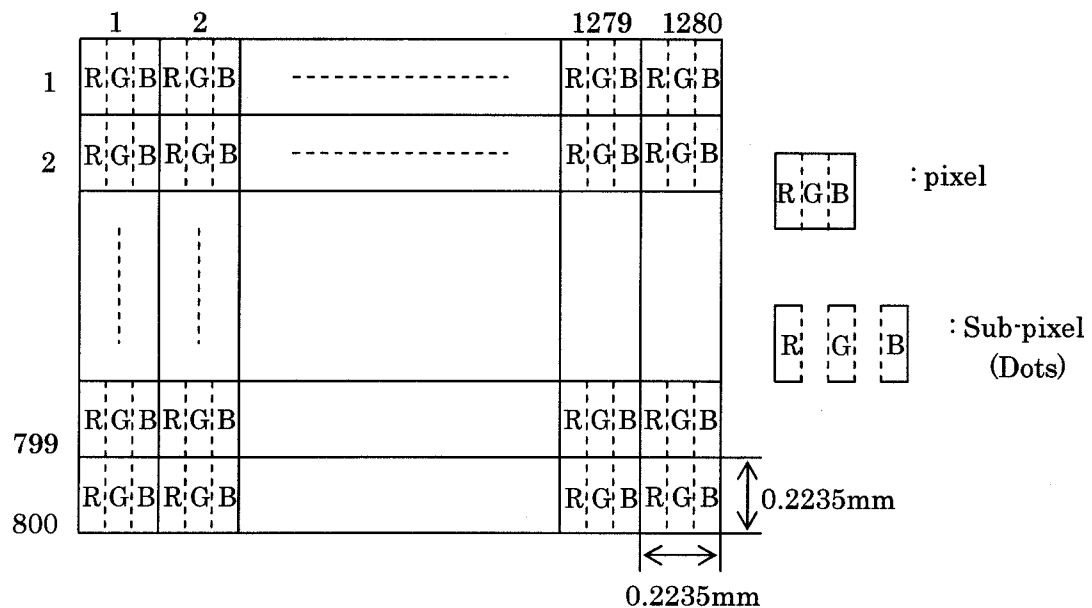 1 2 1279 1280
1 R G B R G B R G B R G B
2 R G B R G B R G B R G B
R G B : pixel
R G B : Sub-pixel
(Dots)
799 R G B R G B R G B R G B
800 R G B R G B R G B R G B
0.2235mm
0.2235mm